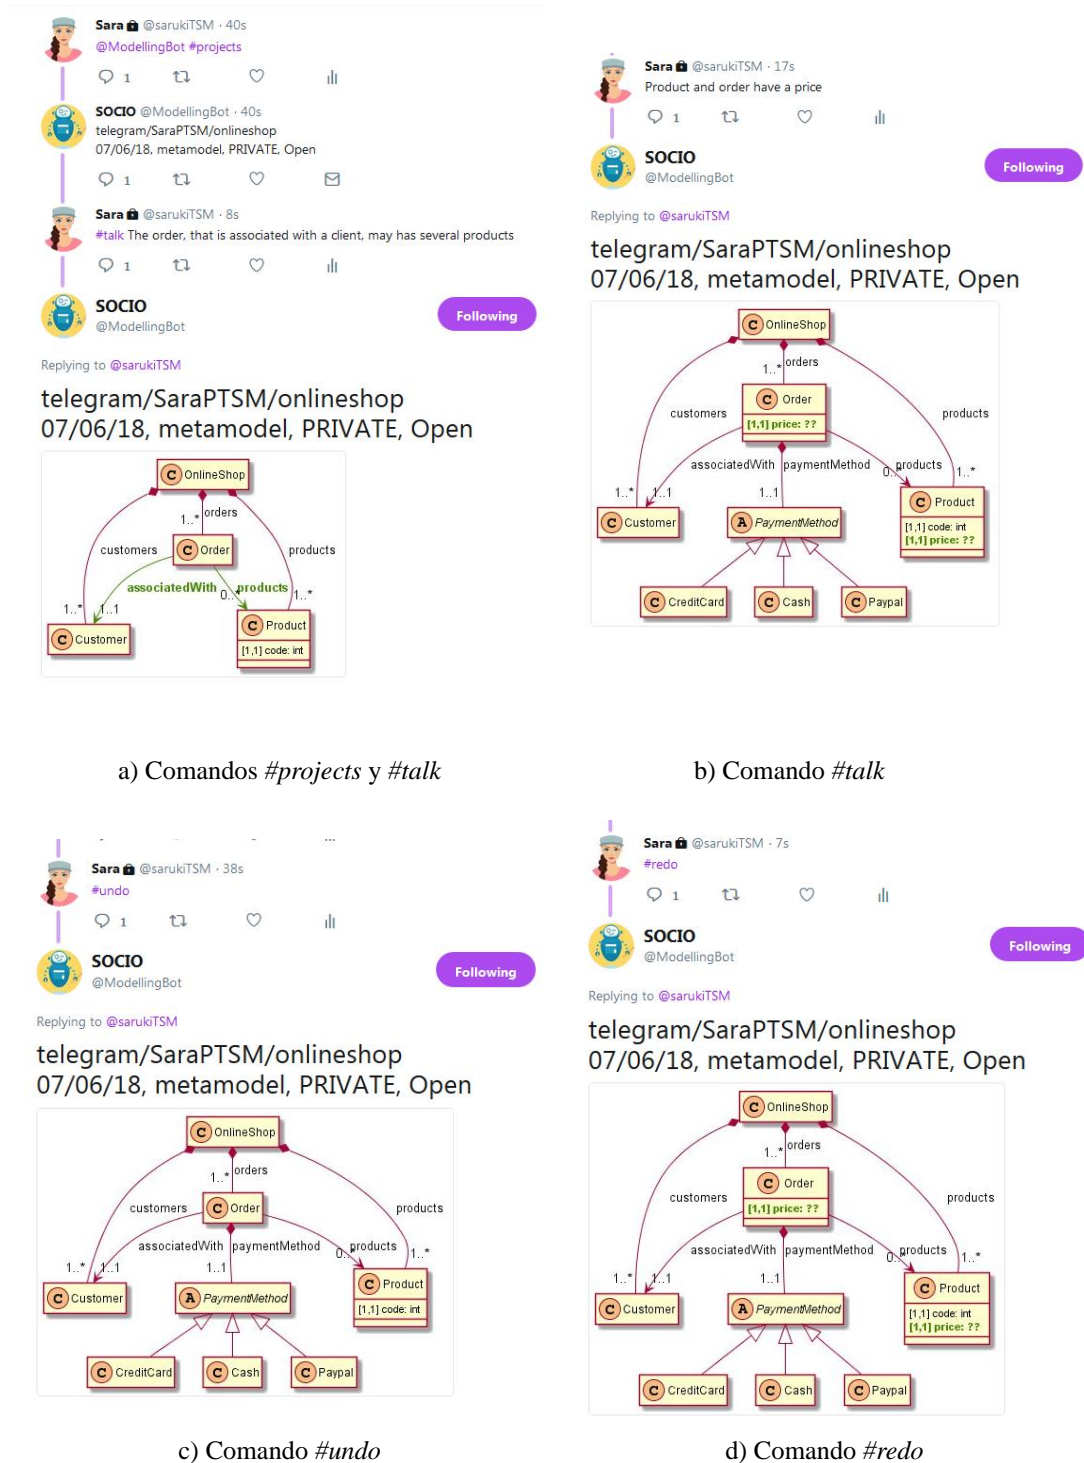 Sara @sarukiTSM · 40s
@ModellingBot #projects
1
SOCIO @ModellingBot · 40s
telegram/SaraPTSM/onlineshop
07/06/18, metamodel, PRIVATE, Open
1
Sara @sarukiTSM · 8s
#talk The order, that is associated with a client, may has several products
1
SOCIO
@ModellingBot
Following
Replying to @sarukiTSM
telegram/SaraPTSM/onlineshop
07/06/18, metamodel, PRIVATE, Open
C OnlineShop
1..* orders
customers
C Order
products
associatedWith
0..* products
1..*
1..1
1..*
C Customer
C Product
[1,1] code: int
a) Comandos #projects y #talk
Sara @sarukiTSM · 17s
Product and order have a price
1
SOCIO
@ModellingBot
Following
Replying to @sarukiTSM
telegram/SaraPTSM/onlineshop
07/06/18, metamodel, PRIVATE, Open
C OnlineShop
1..* orders
C Order
customers
products
[1,1] price: ??
associatedWith
paymentMethod
0..* products
1..*
1..1
1..1
1..*
C Customer
A PaymentMethod
C Product
[1,1] code: int
[1,1] price: ??
C CreditCard
C Cash
C Paypal
b) Comando #talk
Sara @sarukiTSM · 38s
#undo
1
SOCIO
@ModellingBot
Following
Replying to @sarukiTSM
telegram/SaraPTSM/onlineshop
07/06/18, metamodel, PRIVATE, Open
C OnlineShop
1..* orders
customers
C Order
products
associatedWith
paymentMethod
0..* products
1..*
1..1
1..1
1..*
C Customer
A PaymentMethod
C Product
[1,1] code: int
C CreditCard
C Cash
C Paypal
c) Comando #undo
Sara @sarukiTSM · 7s
#redo
1
SOCIO
@ModellingBot
Following
Replying to @sarukiTSM
telegram/SaraPTSM/onlineshop
07/06/18, metamodel, PRIVATE, Open
C OnlineShop
1..* orders
C Order
customers
products
[1,1] price: ??
associatedWith
paymentMethod
0..* products
1..*
1..1
1..1
1..*
C Customer
A PaymentMethod
C Product
[1,1] code: int
[1,1] price: ??
C CreditCard
C Cash
C Paypal
d) Comando #redo